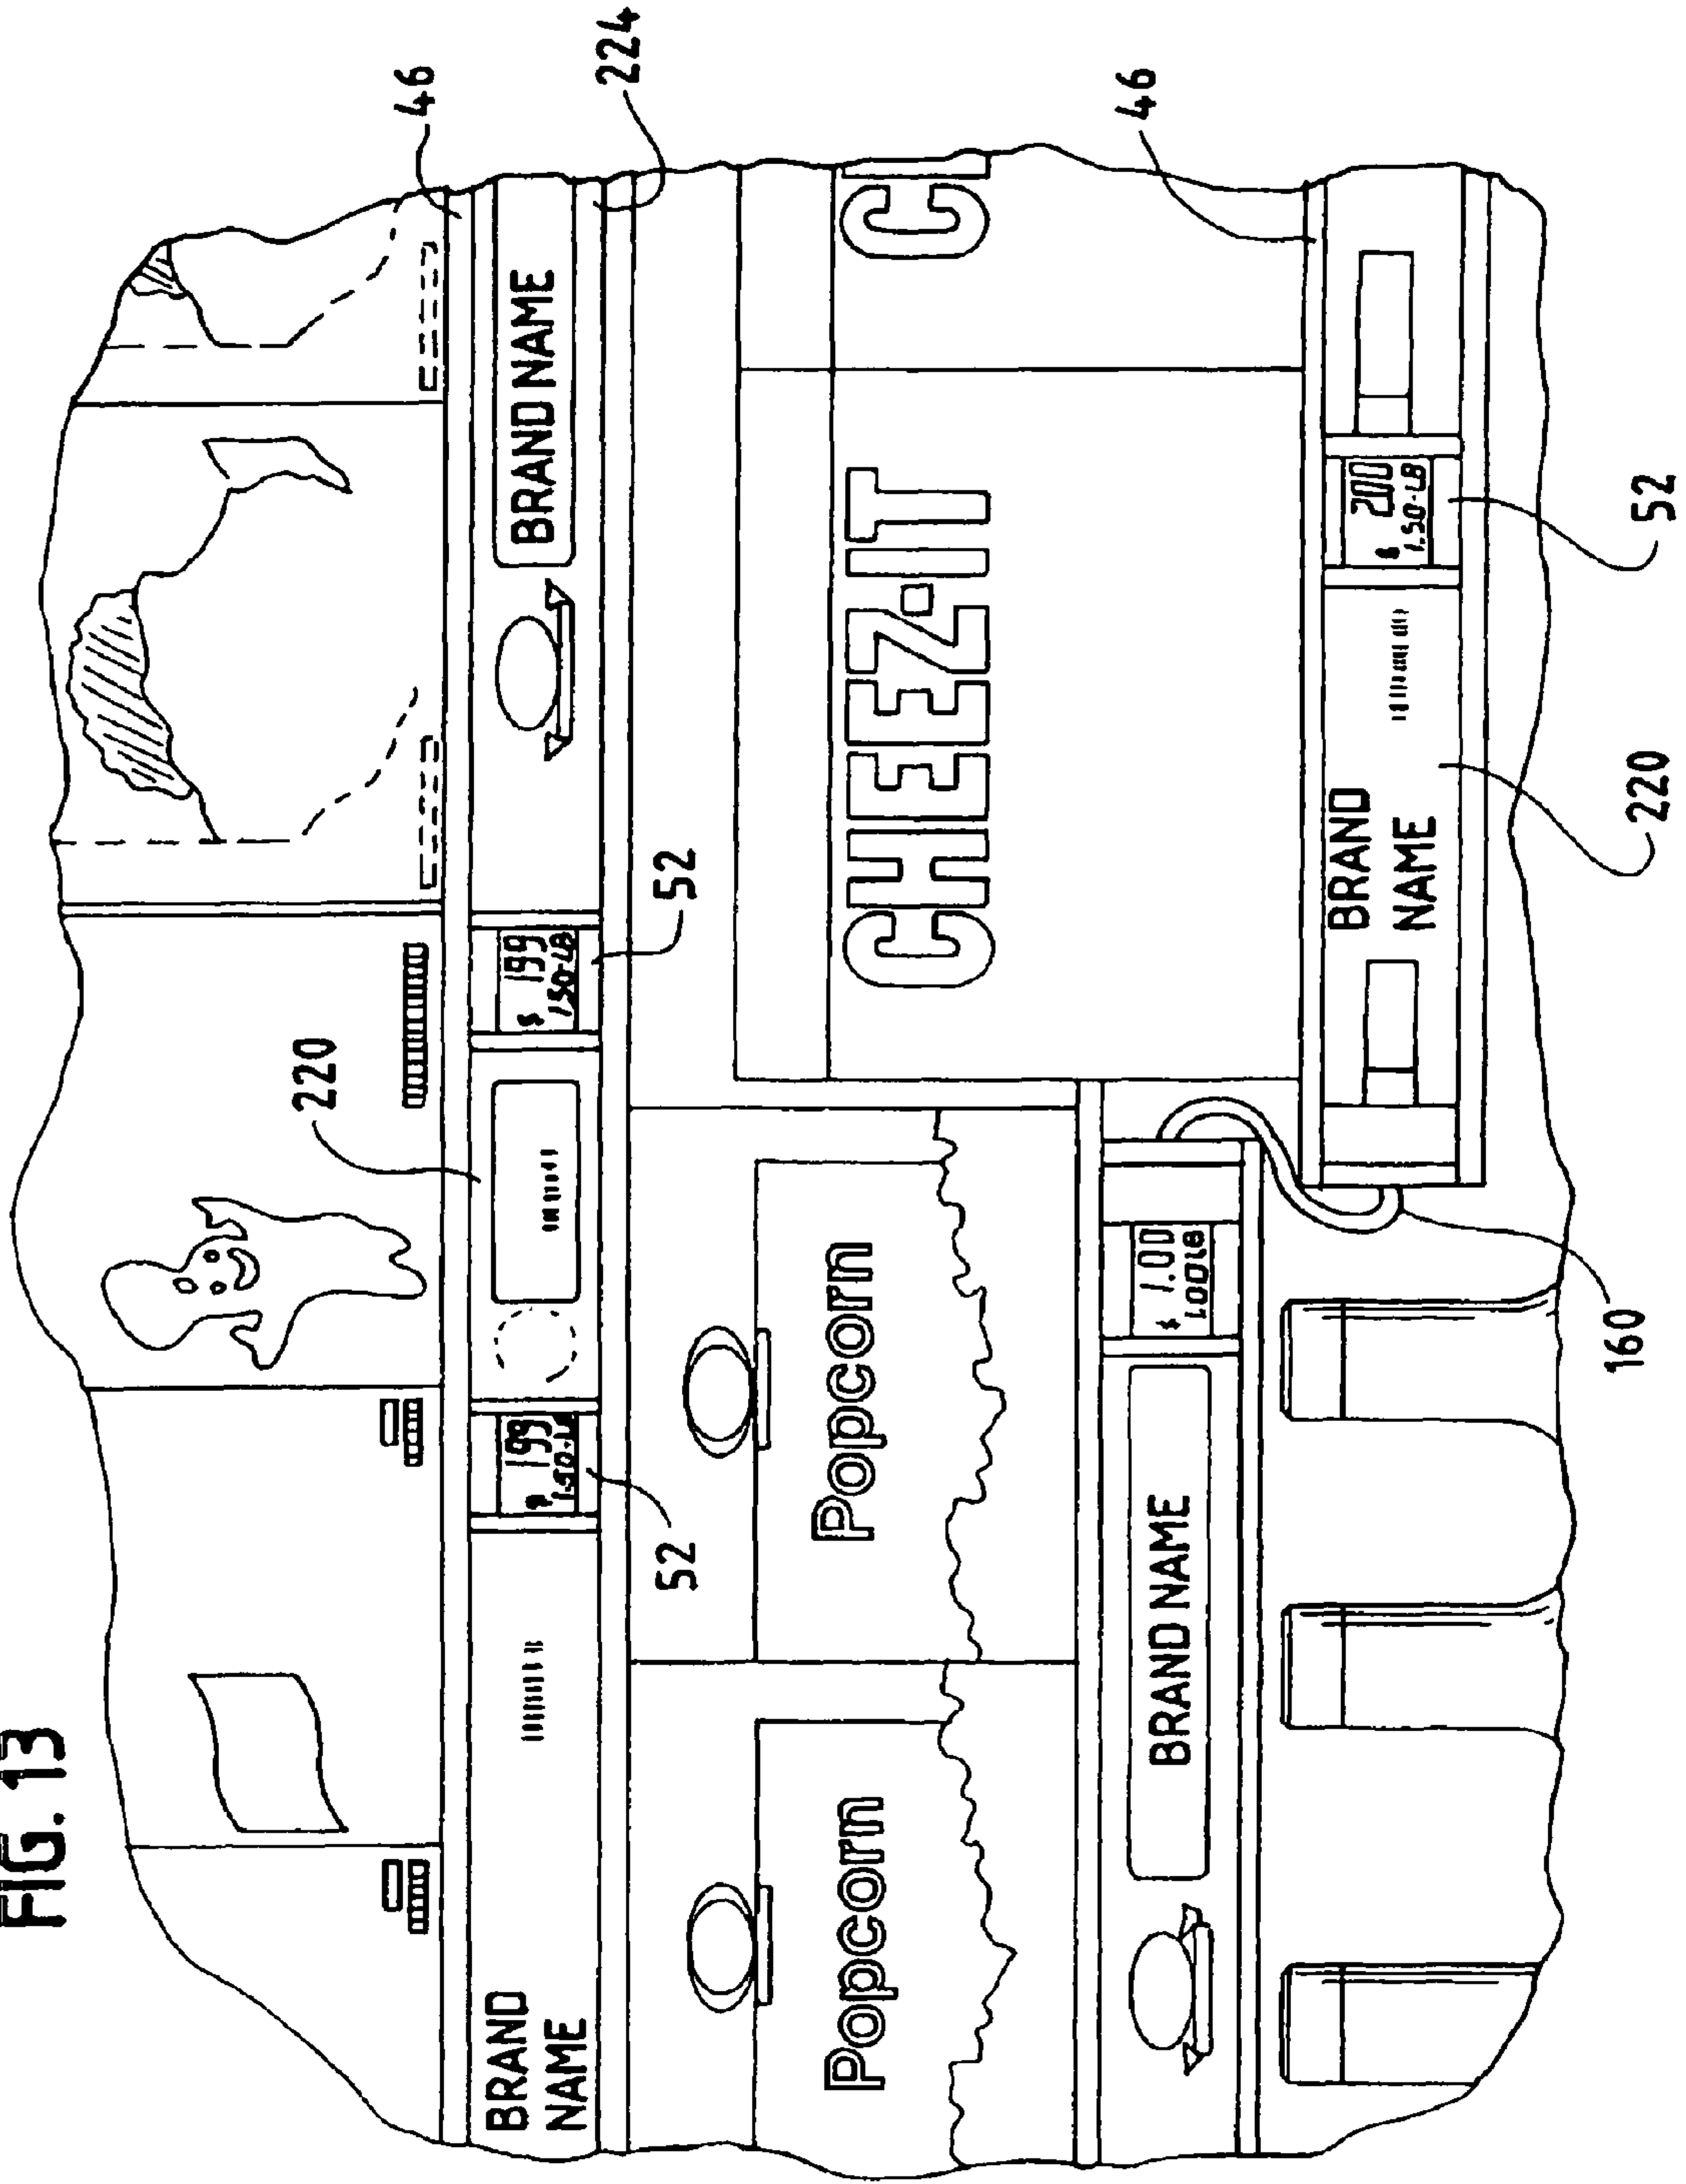 FIG. 13
46
224
220
BRAND NAME
$ 199
1.50-LB
52
$ 199
1.50-LB
52
BRAND NAME
Popcorn
Popcorn
CHEEZ-IT
CI
46
BRAND NAME
$ 1.00
1.00LB
160
BRAND NAME
220
$ 200
1.50-LB
52